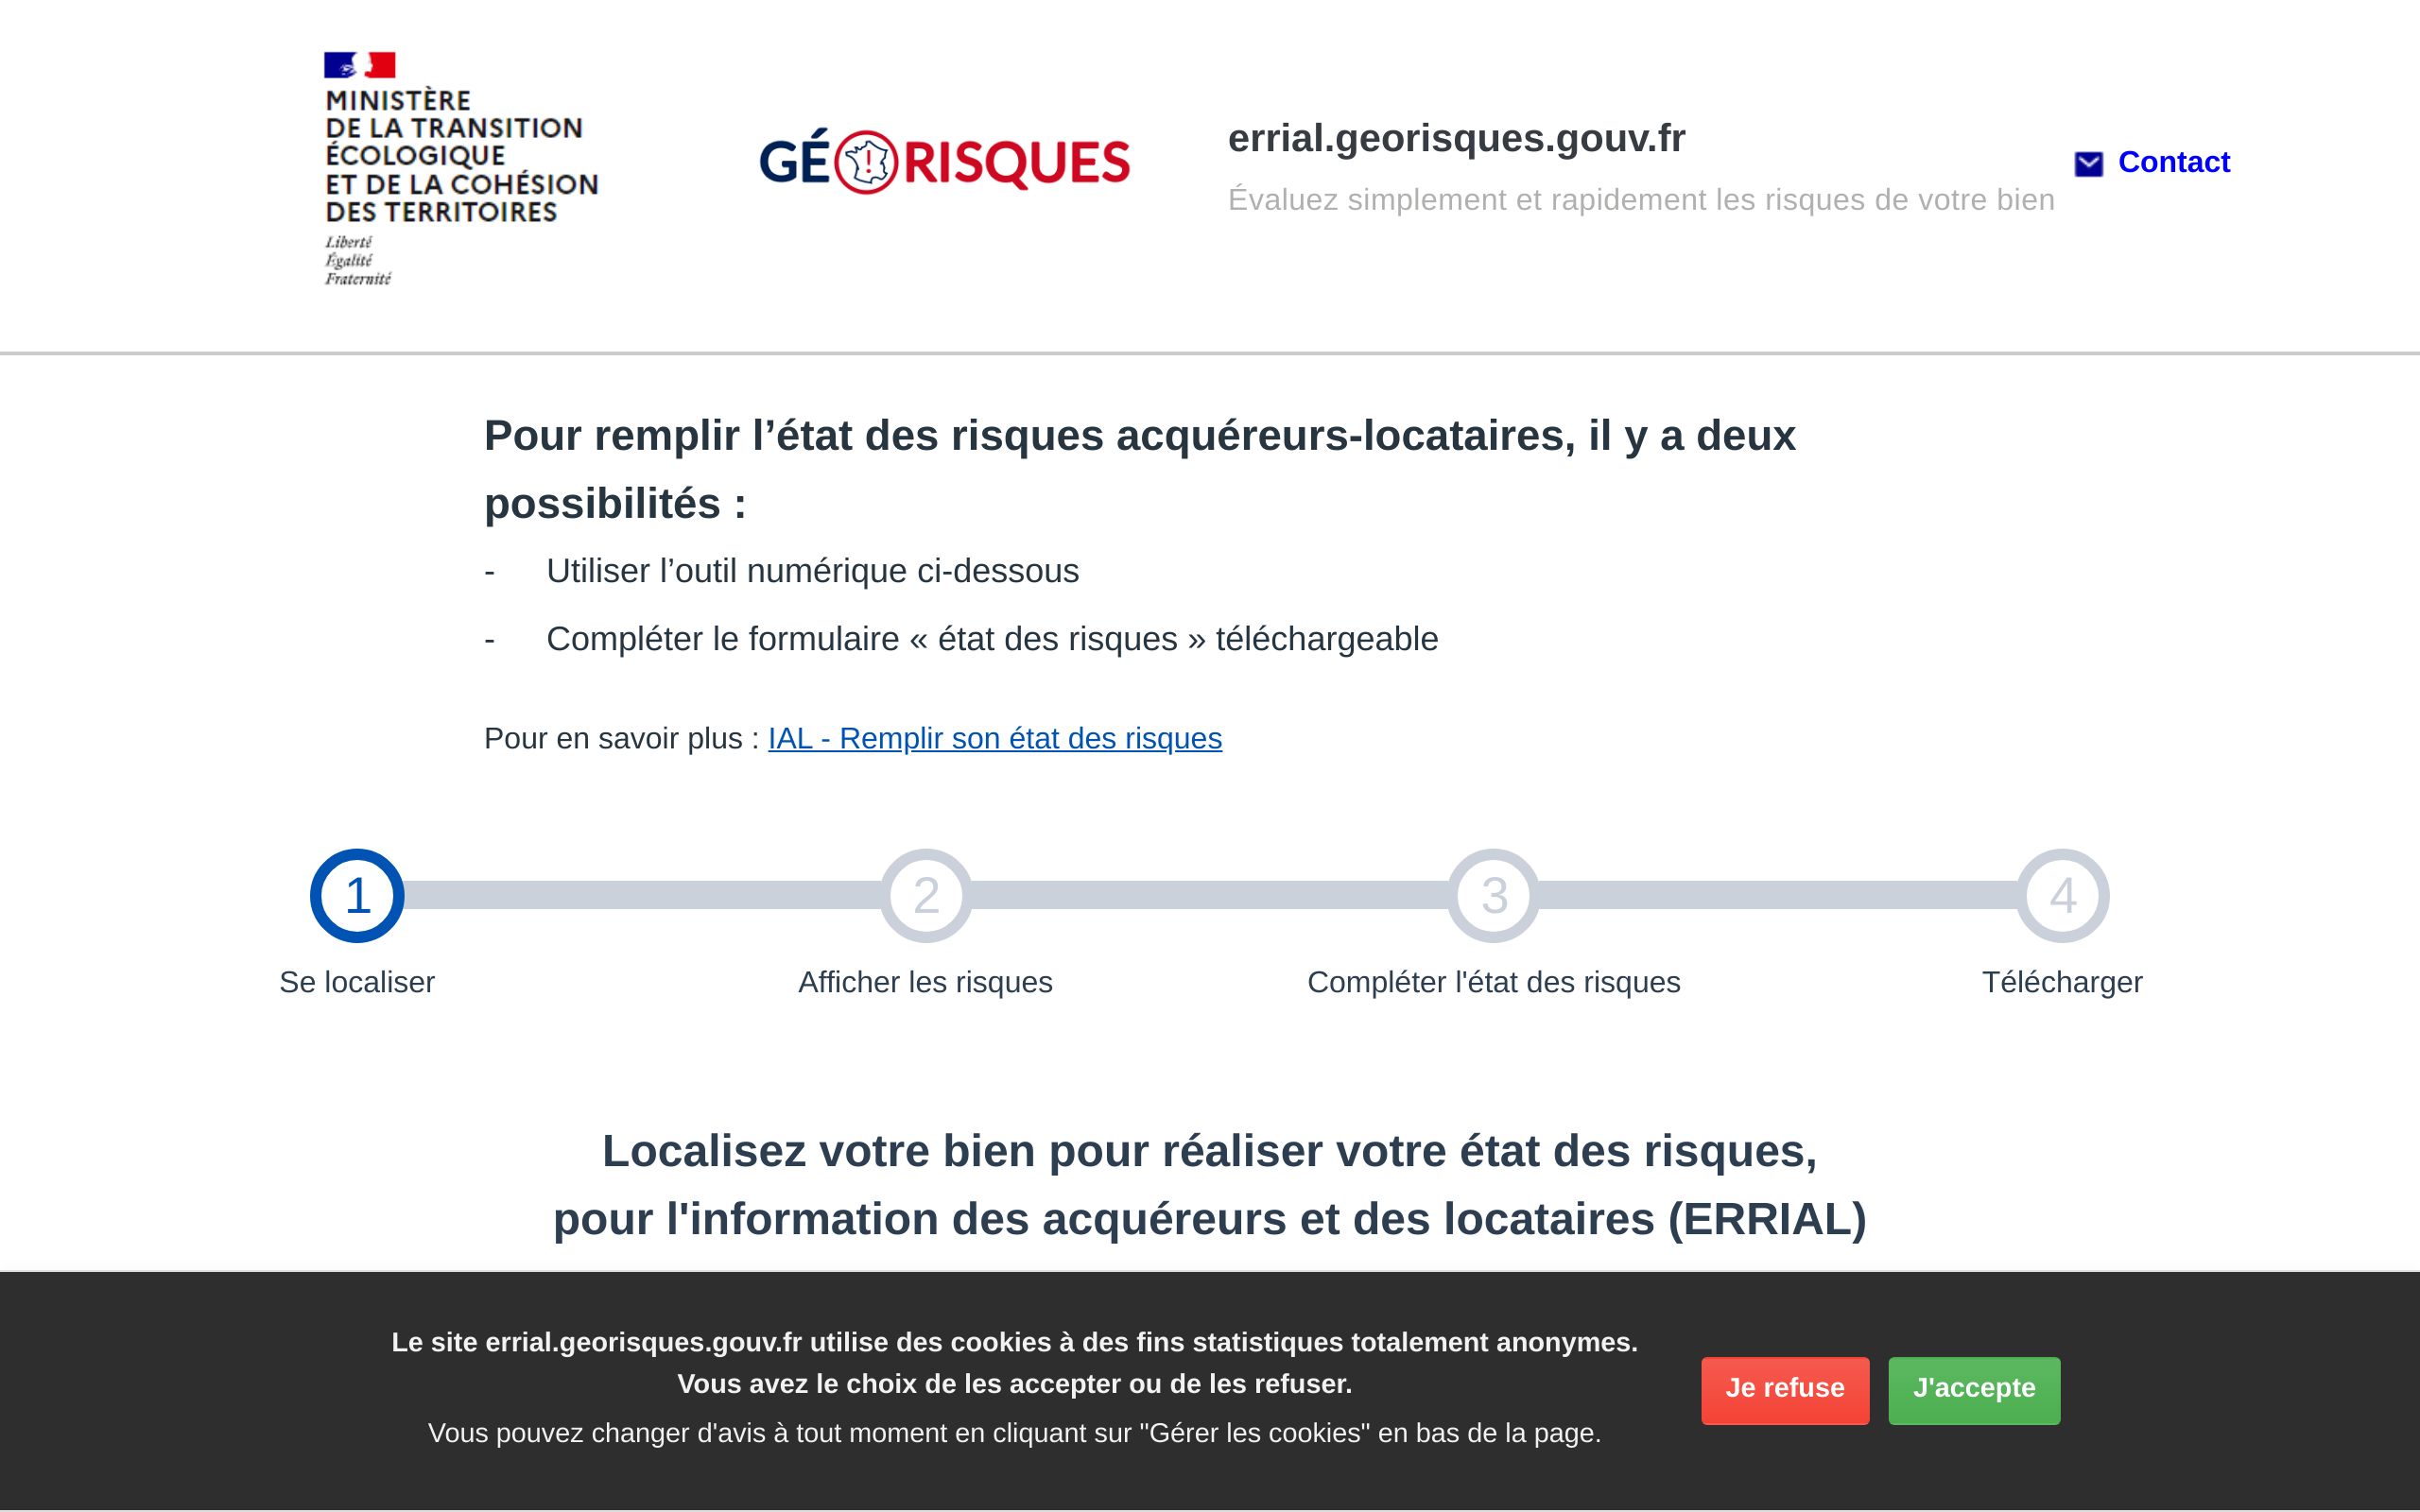 MINISTÈRE
DE LA TRANSITION
ÉCOLOGIQUE
ET DE LA COHÉSION
DES TERRITOIRES
Liberté
Égalité
Fraternité
GÉORISQUES
errial.georisques.gouv.fr
Évaluez simplement et rapidement les risques de votre bien
Contact
Pour remplir l’état des risques acquéreurs-locataires, il y a deux
possibilités :
- Utiliser l’outil numérique ci-dessous
- Compléter le formulaire « état des risques » téléchargeable
Pour en savoir plus : IAL - Remplir son état des risques
1 2 3 4
Se localiser Afficher les risques Compléter l'état des risques Télécharger
Localisez votre bien pour réaliser votre état des risques,
pour l'information des acquéreurs et des locataires (ERRIAL)
Le site errial.georisques.gouv.fr utilise des cookies à des fins statistiques totalement anonymes.
Vous avez le choix de les accepter ou de les refuser.
Vous pouvez changer d'avis à tout moment en cliquant sur "Gérer les cookies" en bas de la page.
Je refuse J'accepte